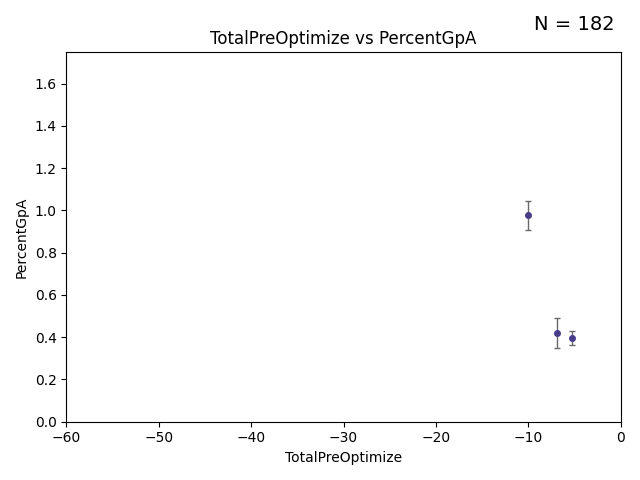 N = 182
TotalPreOptimize vs PercentGpA
1.6
1.4
1.2
1.0
0.8
0.6
0.4
0.2
0.0
PercentGpA
−60 −50 −40 −30 −20 −10 0
TotalPreOptimize